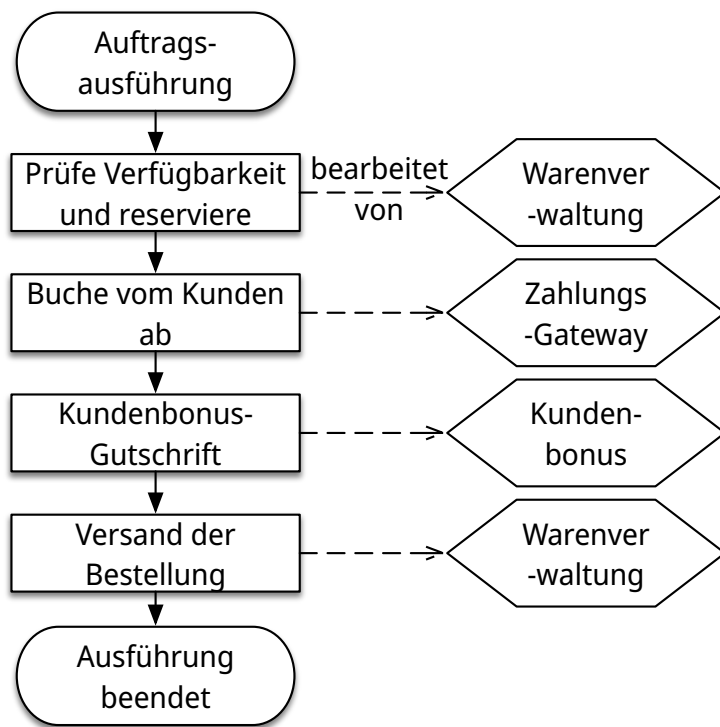 Auftrags-
ausführung
Prüfe Verfügbarkeit
und reserviere
bearbeitet
von
Warenver
-waltung
Buche vom Kunden
ab
Zahlungs
-Gateway
Kundenbonus-
Gutschrift
Kunden-
bonus
Versand der
Bestellung
Warenver
-waltung
Ausführung
beendet